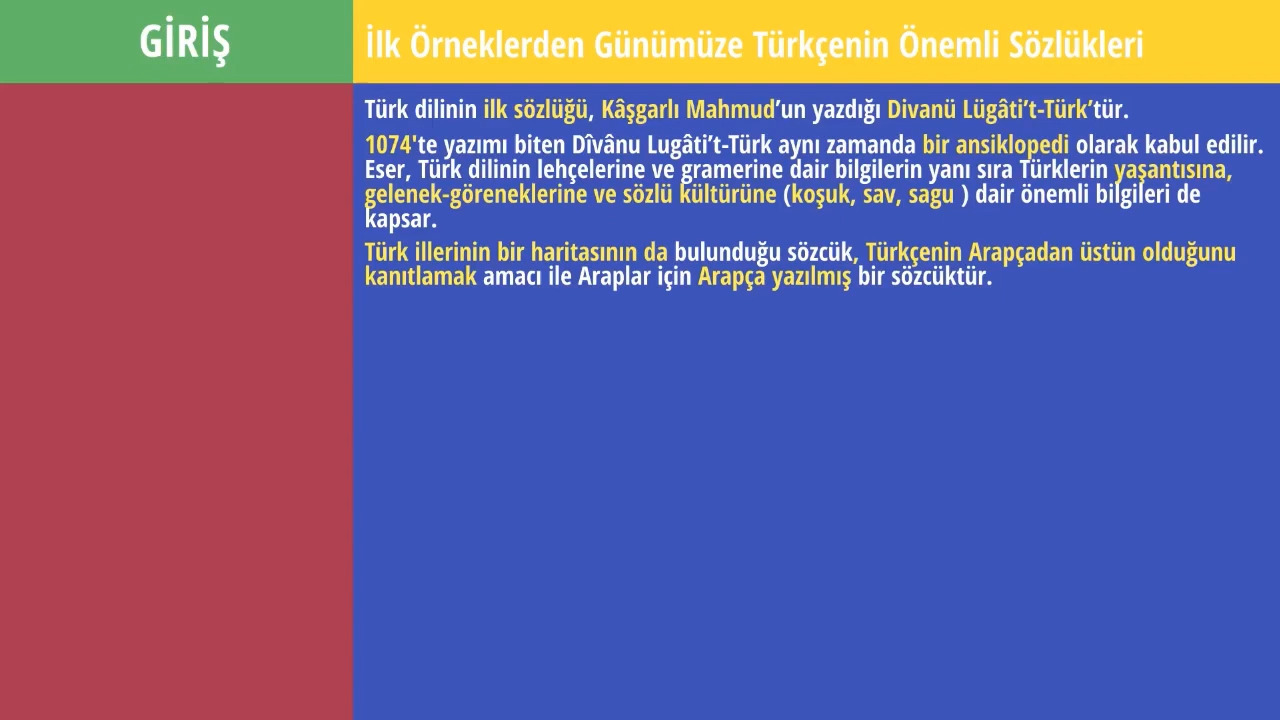 GİRİŞ
İlk Örneklerden Günümüze Türkçenin Önemli Sözlükleri
Türk dilinin ilk sözlüğü, Kâşgarlı Mahmud’un yazdığı Divanü Lügâti’t-Türk’tür.
1074'te yazımı biten Dîvânu Lugâti’t-Türk aynı zamanda bir ansiklopedi olarak kabul edilir.
Eser, Türk dilinin lehçelerine ve gramerine dair bilgilerin yanı sıra Türklerin yaşantısına,
gelenek-göreneklerine ve sözlü kültürüne (koşuk, sav, sagu ) dair önemli bilgileri de
kapsar.
Türk illerinin bir haritasının da bulunduğu sözcük, Türkçenin Arapçadan üstün olduğunu
kanıtlamak amacı ile Araplar için Arapça yazılmış bir sözcüktür.